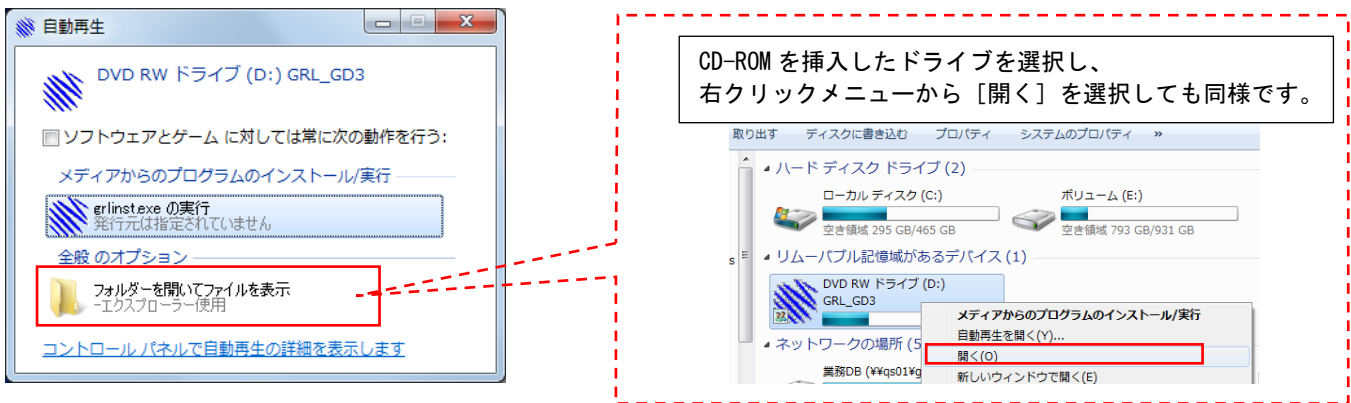 自動再生
DVD RW ドライブ (D:) GRL_GD3
ソフトウェアとゲーム に対しては常に次の動作を行う:
メディアからのプログラムのインストール/実行
grlinst.exe の実行
発行元は指定されていません
全般 のオプション
フォルダーを開いてファイルを表示
-エクスプローラー使用
コントロール パネルで自動再生の詳細を表示します
CD-ROM を挿入したドライブを選択し、
右クリックメニューから［開く］を選択しても同様です。
取り出す ディスクに書き込む プロパティ システムのプロパティ »
ハード ディスク ドライブ (2)
ローカル ディスク (C:)
空き領域 295 GB/465 GB
ボリューム (E:)
空き領域 793 GB/931 GB
s
リムーバブル記憶域があるデバイス (1)
DVD RW ドライブ (D:)
GRL_GD3
メディアからのプログラムのインストール/実行
自動再生を開く(Y)...
開く(O)
新しいウィンドウで開く(E)
ネットワークの場所 (5
業務DB (¥¥qs01¥g